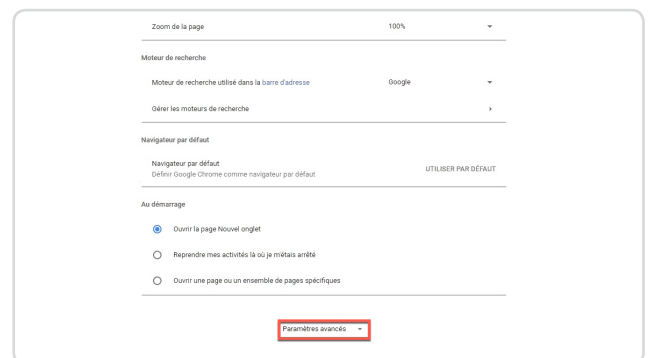 Zoom de la page 100%
Moteur de recherche
Moteur de recherche utilisé dans la barre d'adresse Google
Gérer les moteurs de recherche
Navigateur par défaut
Navigateur par défaut
Définir Google Chrome comme navigateur par défaut
UTILISER PAR DÉFAUT
Au démarrage
Ouvrir la page Nouvel onglet
Reprendre mes activités là où je m'étais arrêté
Ouvrir une page ou un ensemble de pages spécifiques
Paramètres avancés